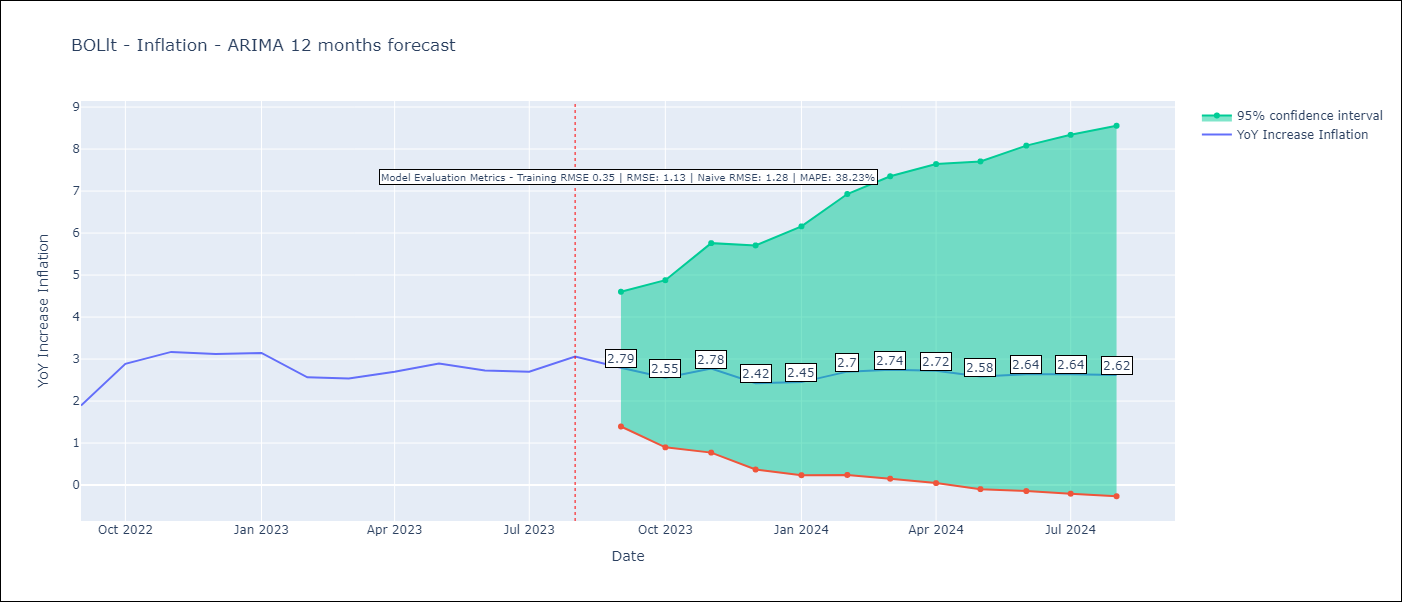 BOLlt - Inflation - ARIMA 12 months forecast
95% confidence interval
YoY Increase Inflation
Model Evaluation Metrics - Training RMSE 0.35 | RMSE: 1.13 | Naive RMSE: 1.28 | MAPE: 38.23%
YoY Increase Inflation
9
8
7
6
5
4
3
2
1
0
2.79
2.55
2.78
2.42
2.45
2.7
2.74
2.72
2.58
2.64
2.64
2.62
Oct 2022
Jan 2023
Apr 2023
Jul 2023
Oct 2023
Jan 2024
Apr 2024
Jul 2024
Date